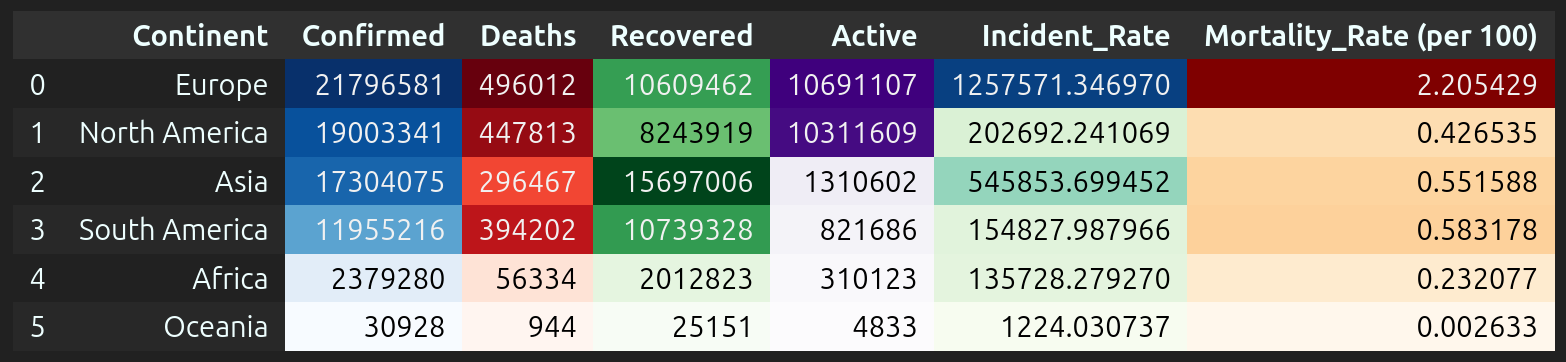 Continent Confirmed Deaths Recovered Active Incident_Rate Mortality_Rate (per 100)
0 Europe 21796581 496012 10609462 10691107 1257571.346970 2.205429
1 North America 19003341 447813 8243919 10311609 202692.241069 0.426535
2 Asia 17304075 296467 15697006 1310602 545853.699452 0.551588
3 South America 11955216 394202 10739328 821686 154827.987966 0.583178
4 Africa 2379280 56334 2012823 310123 135728.279270 0.232077
5 Oceania 30928 944 25151 4833 1224.030737 0.002633